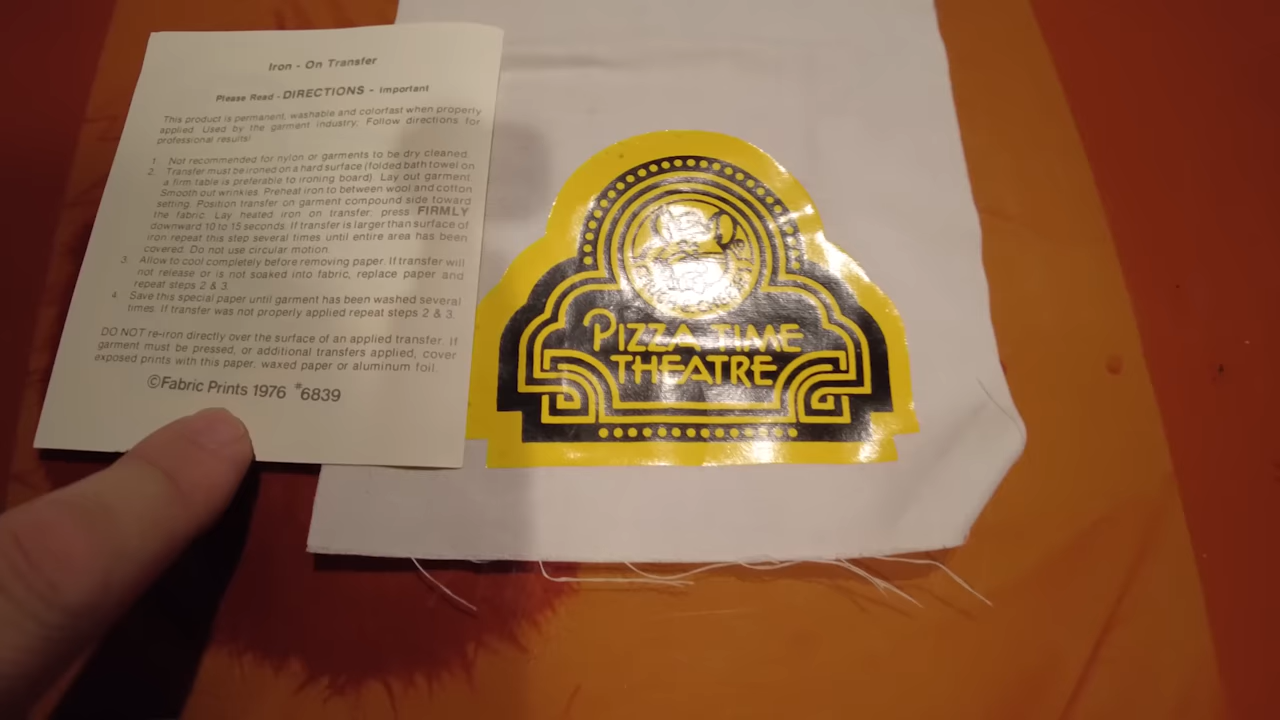 Iron - On Transfer
Please Read - DIRECTIONS - Important
This product is permanent, washable and colorfast when properly
applied. Used by the garment industry; Follow directions for
professional results!
1. Not recommended for nylon or garments to be dry cleaned.
2. Transfer must be ironed on a hard surface (folded bath towel on
a firm table is preferable to ironing board). Lay out garment.
Smooth out wrinkles. Preheat iron to between wool and cotton
setting. Position transfer on garment compound side toward
the fabric. Lay heated iron on transfer: press FIRMLY
downward 10 to 15 seconds. If transfer is larger than surface of
iron repeat this step several times until entire area has been
covered. Do not use circular motion.
3. Allow to cool completely before removing paper. If transfer will
not release or is not soaked into fabric, replace paper and
repeat steps 2 & 3.
4. Save this special paper until garment has been washed several
times. If transfer was not properly applied repeat steps 2 & 3.
DO NOT re-iron directly over the surface of an applied transfer. If
garment must be pressed, or additional transfers applied, cover
exposed prints with this paper, waxed paper or aluminum foil.
©Fabric Prints 1976 #6839
PIZZA TIME
THEATRE